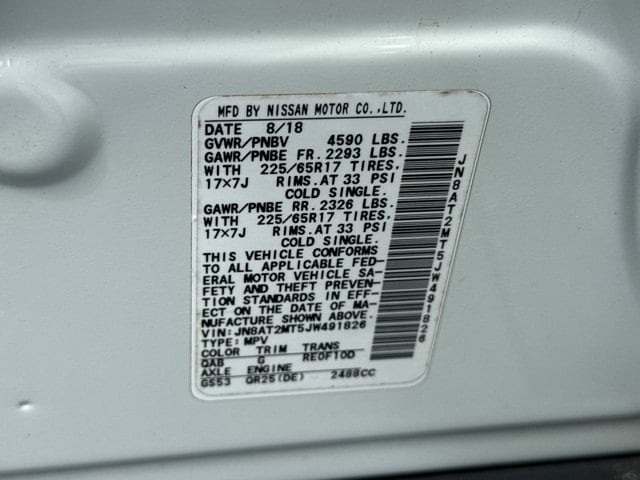 MFD BY NISSAN MOTOR CO.,LTD.
DATE 8/18
GVWR/PNBV 4590 LBS.
GAWR/PNBE FR. 2293 LBS.
WITH 225/65R17 TIRES.
17×7J RIMS.AT 33 PSI
COLD SINGLE.
GAWR/PNBE RR. 2326 LBS.
WITH 225/65R17 TIRES.
17×7J RIMS.AT 33 PSI
COLD SINGLE.
THIS VEHICLE CONFORMS
TO ALL APPLICABLE FED-
ERAL MOTOR VEHICLE SA-
FETY AND THEFT PREVEN-
TION STANDARDS IN EFF-
ECT ON THE DATE OF MA-
NUFACTURE SHOWN ABOVE.
VIN:JN8AT2MT5JW491826
TYPE:MPV
COLOR TRIM TRANS
QAB G RE0F10D
AXLE ENGINE
GS53 QR25(DE) 2488CC
JN8AT2MT5JW491826